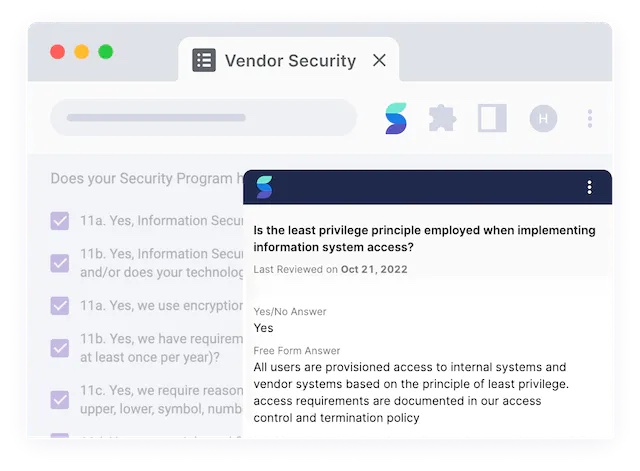 Vendor Security
H
Does your Security Program
11a. Yes, Information Secur
11b. Yes, Information Secur
and/or does your technolog
11a. Yes, we use encryption
11b. Yes, we have requirem
at least once per year)?
11c. Yes, we require reason
upper, lower, symbol, numb
Is the least privilege principle employed when implementing
information system access?
Last Reviewed on Oct 21, 2022
Yes/No Answer
Yes
Free Form Answer
All users are provisioned access to internal systems and
vendor systems based on the principle of least privilege.
access requirements are documented in our access
control and termination policy